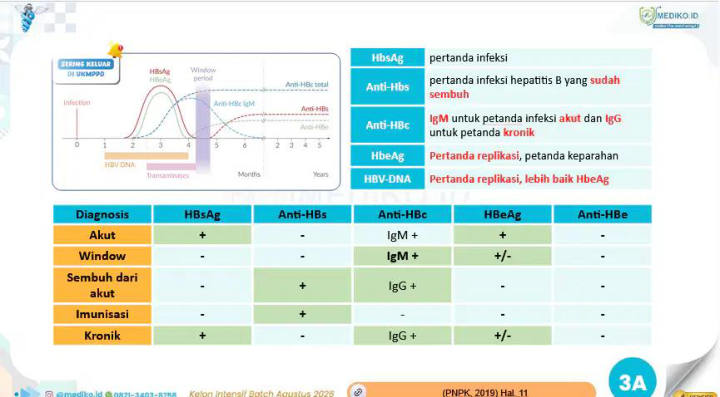 MEDIKO.ID
SERING KELUAR
DI UKMPPD
HBsAg
HBeAg
Window
period
Anti-HBc total
Infection
Anti-HBc IgM
Anti-HBs
Anti-HBe
0 1 2 3 4 5 6 2 3 4 5
HBV DNA
Transaminases
Months
Years
HbsAg pertanda infeksi
Anti-Hbs pertanda infeksi hepatitis B yang sudah
sembuh
Anti-HBc IgM untuk petanda infeksi akut dan IgG
untuk petanda kronik
HbeAg Pertanda replikasi, petanda keparahan
HBV-DNA Pertanda replikasi, lebih baik HbeAg
Diagnosis HBsAg Anti-HBs Anti-HBc HBeAg Anti-HBe
Akut + - IgM + + -
Window - - IgM + +/- -
Sembuh dari
akut - + IgG + - -
Imunisasi - + - - -
Kronik + - IgG + +/- -
@mediko.id 0821-3403-8758 Kelon Intensif Batch Agustus 2026
(PNPK, 2019) Hal. 11
3A